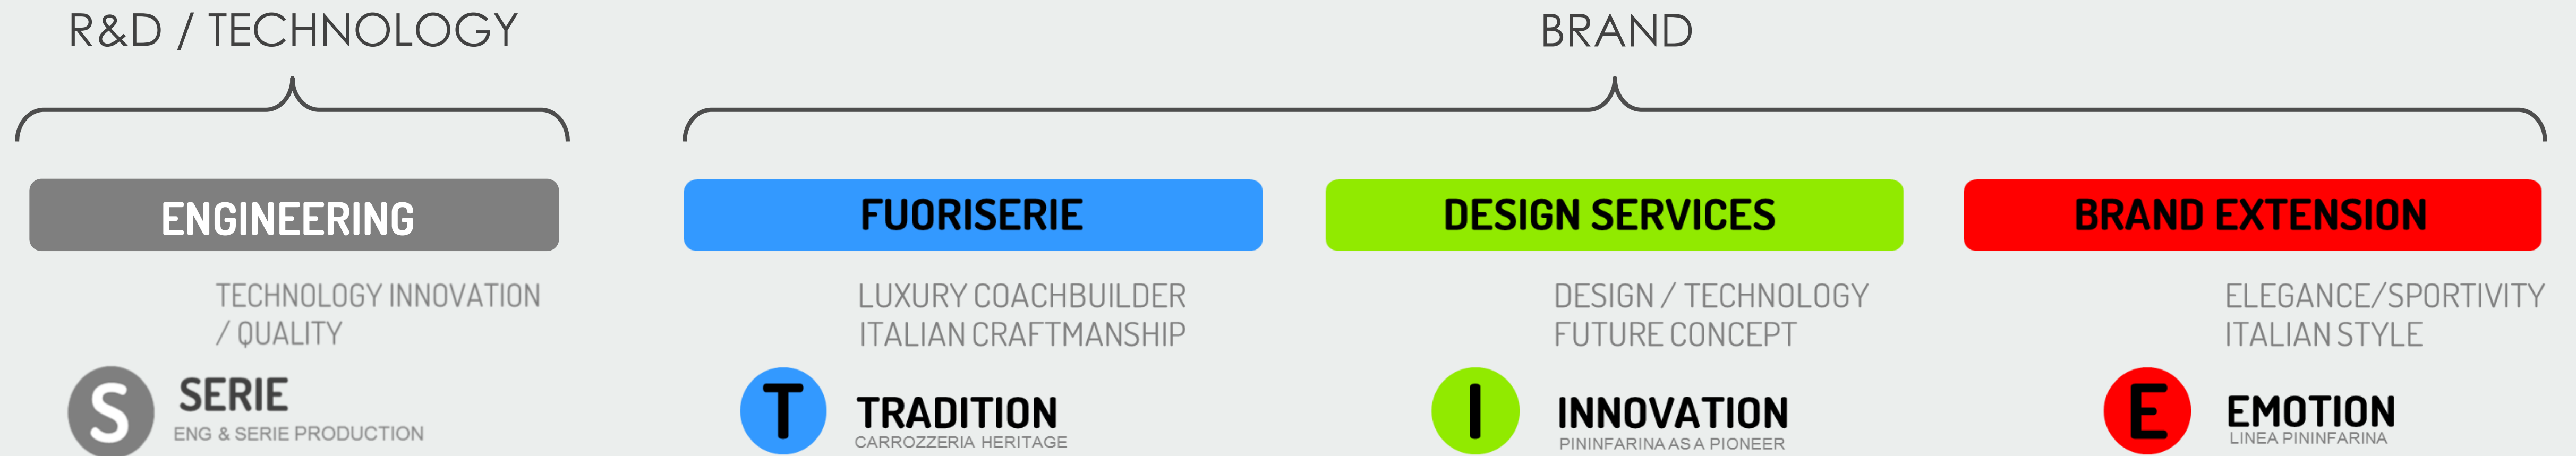 R&D / TECHNOLOGY
BRAND
ENGINEERING
FUORISERIE
DESIGN SERVICES
BRAND EXTENSION
TECHNOLOGY INNOVATION
/ QUALITY
LUXURY COACHBUILDER
ITALIAN CRAFTMANSHIP
DESIGN / TECHNOLOGY
FUTURE CONCEPT
ELEGANCE/SPORTIVITY
ITALIAN STYLE
S
SERIE
ENG & SERIE PRODUCTION
T
TRADITION
CARROZZERIA HERITAGE
I
INNOVATION
PININFARINA AS A PIONEER
E
EMOTION
LINEA PININFARINA